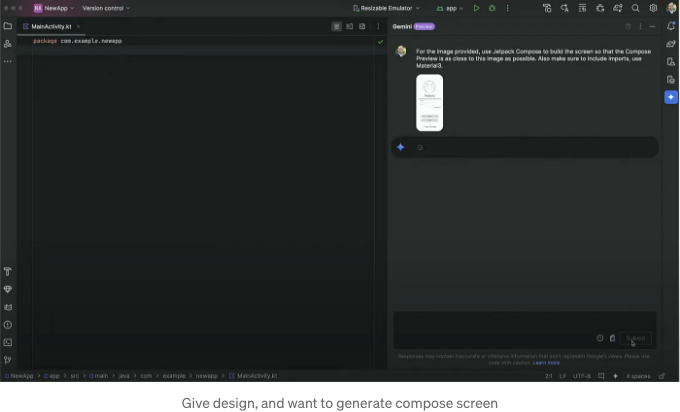 NewApp
Version control
Resizable Emulator
app
MainActivity.kt
package com.example.newapp
Gemini Preview
For the image provided, use Jetpack Compose to build the screen so that the Compose
Preview is as close to this image as possible. Also make sure to include imports, use
Material3.
Submit
Responses may contain inaccurate or offensive information that don't represent Google's views. Please use
code with caution. Learn more
NewApp > app > src > main > java > com > example > newapp > MainActivity.kt
2:1 LF UTF-8 4 spaces
Give design, and want to generate compose screen